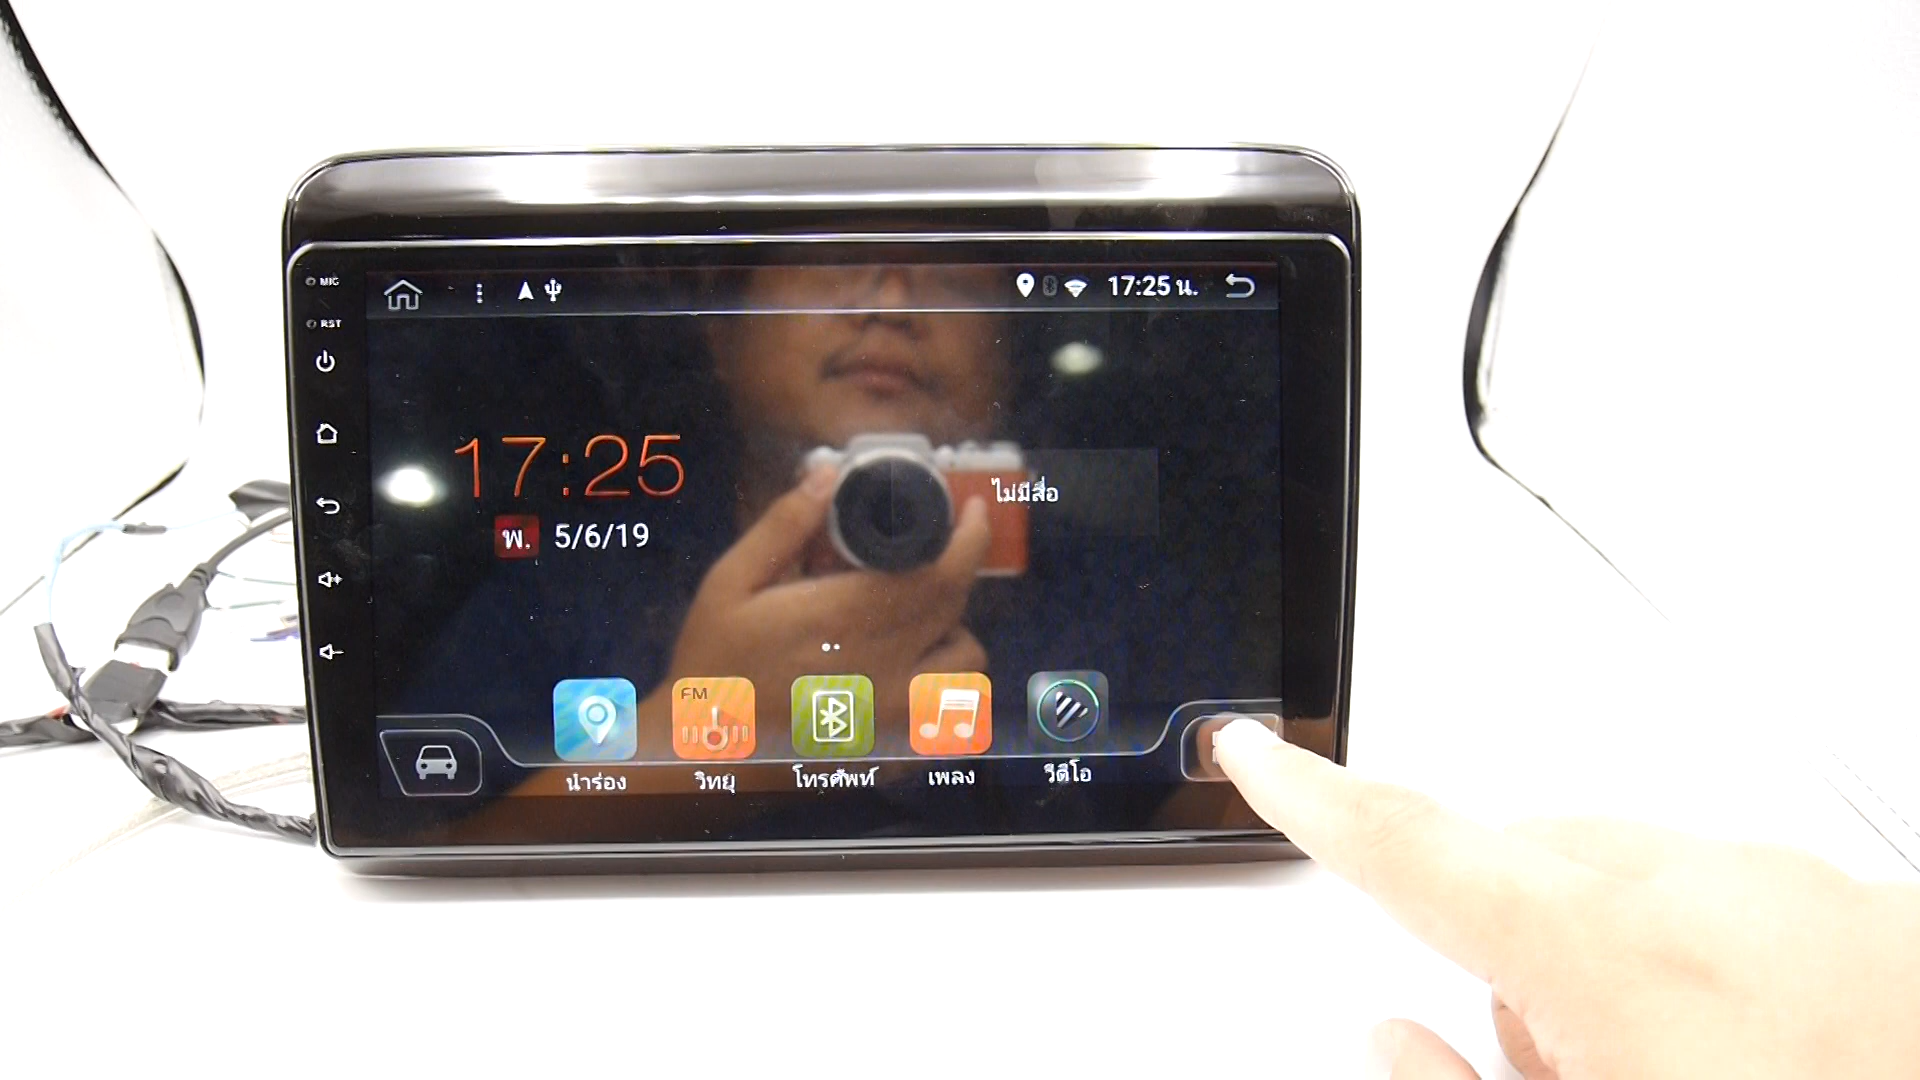 MIC
RST
17:25 น.
17:25
พ. 5/6/19
ไม่มีสื่อ
FM
นำร่อง
วิทยุ
โทรศัพท์
เพลง
วีดีโอ